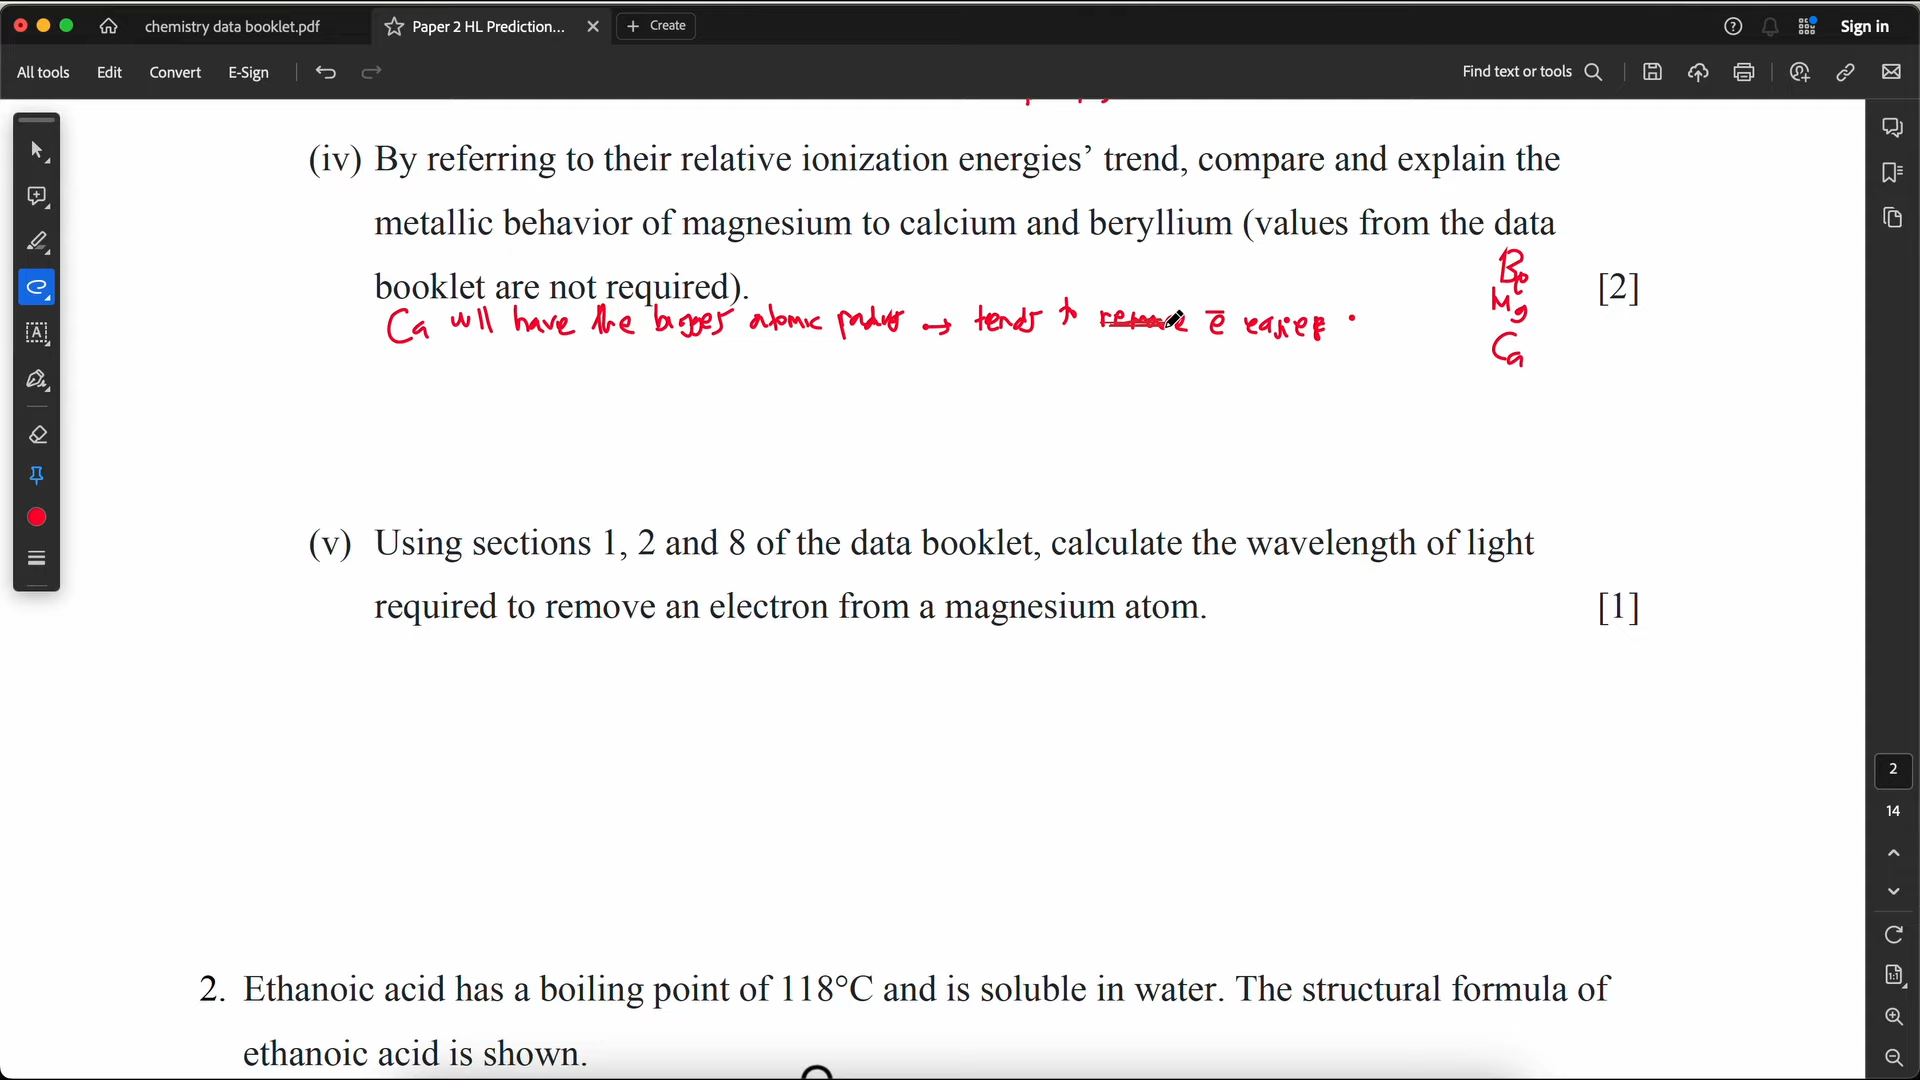 chemistry data booklet.pdf
Paper 2 HL Prediction...
Create
Sign in
All tools Edit Convert E-Sign
Find text or tools
(iv) By referring to their relative ionization energies’ trend, compare and explain the
metallic behavior of magnesium to calcium and beryllium (values from the data
booklet are not required). [2]
Be
Mg
Ca
Ca will have the bigger atomic radius → tends to remove e̅ easier .
(v) Using sections 1, 2 and 8 of the data booklet, calculate the wavelength of light
required to remove an electron from a magnesium atom. [1]
2
14
2. Ethanoic acid has a boiling point of 118°C and is soluble in water. The structural formula of
ethanoic acid is shown.